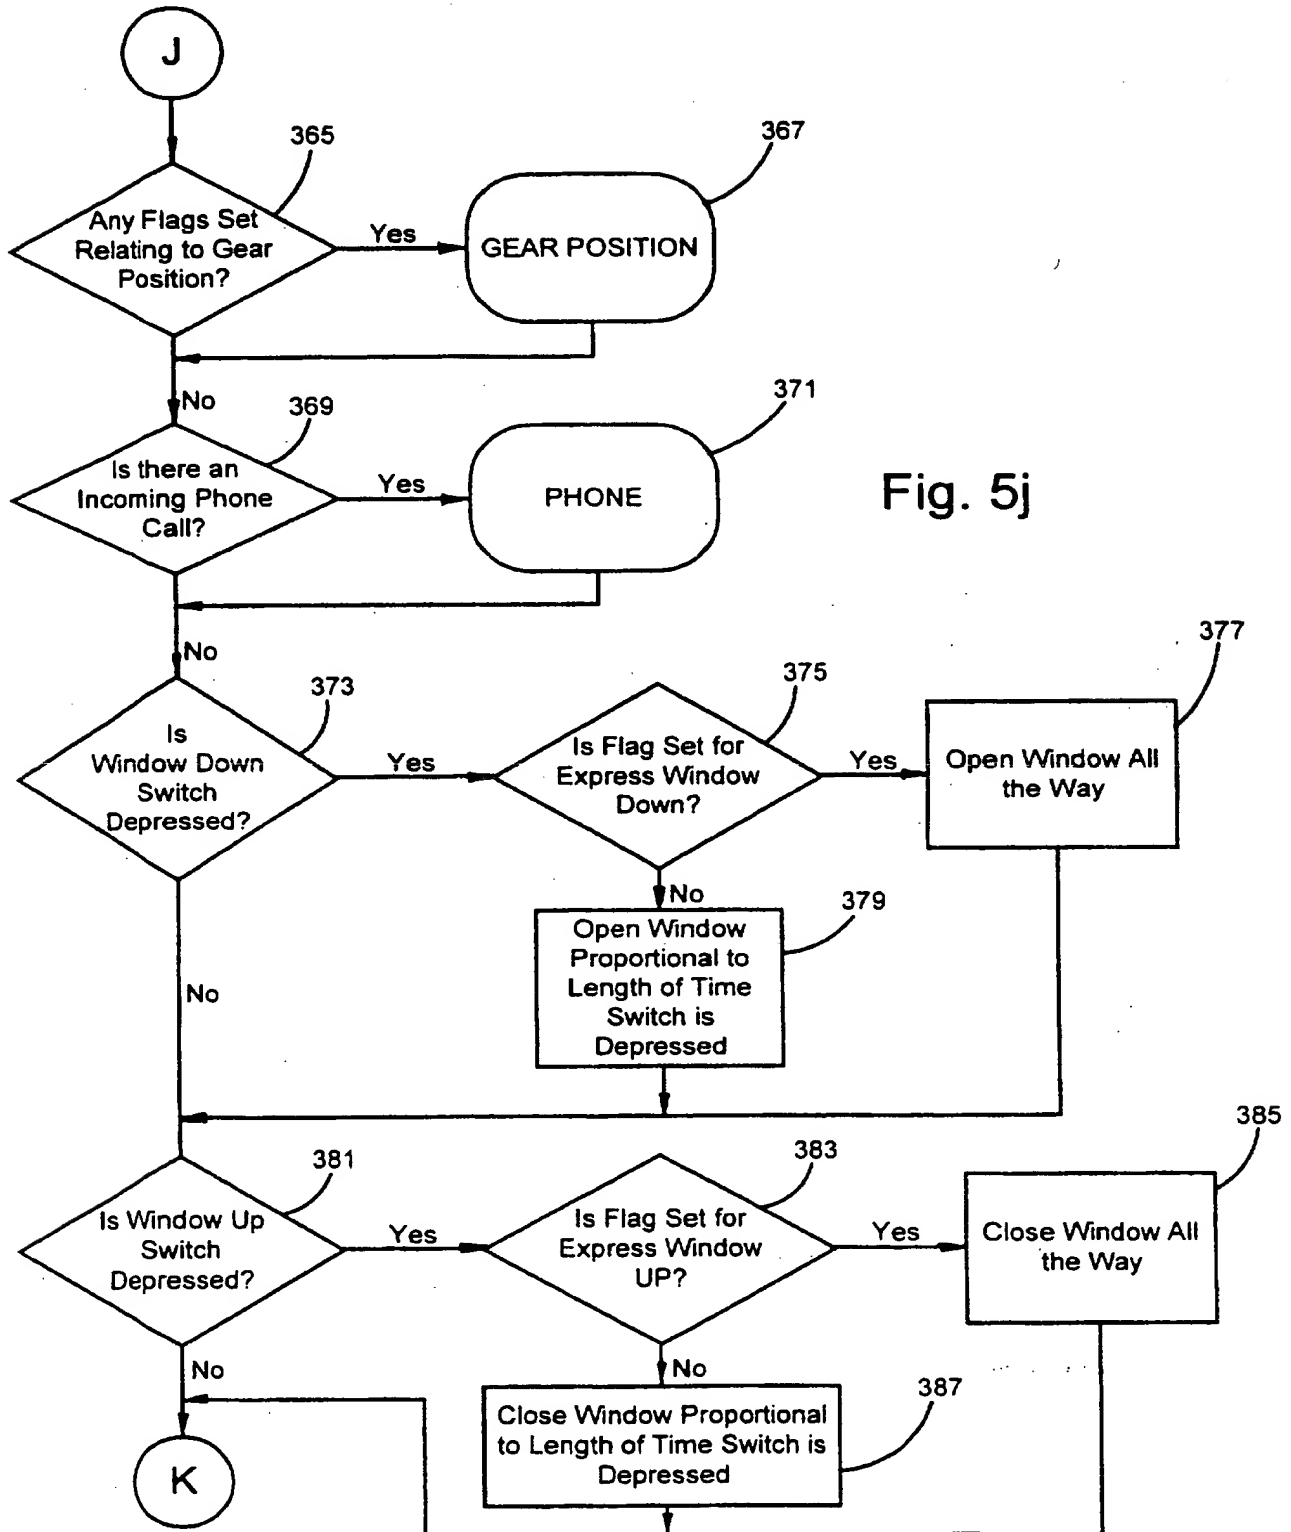 J
365
367
Any Flags Set
Relating to Gear
Position?
Yes
GEAR POSITION
No
369
371
Is there an
Incoming Phone
Call?
Yes
PHONE
Fig. 5j
No
373
375
377
Is
Window Down
Switch
Depressed?
Yes
Is Flag Set for
Express Window
Down?
Yes
Open Window All
the Way
No
379
Open Window
Proportional to
Length of Time
Switch is
Depressed
No
381
383
385
Is Window Up
Switch
Depressed?
Yes
Is Flag Set for
Express Window
UP?
Yes
Close Window All
the Way
No
No
387
Close Window Proportional
to Length of Time Switch is
Depressed
K